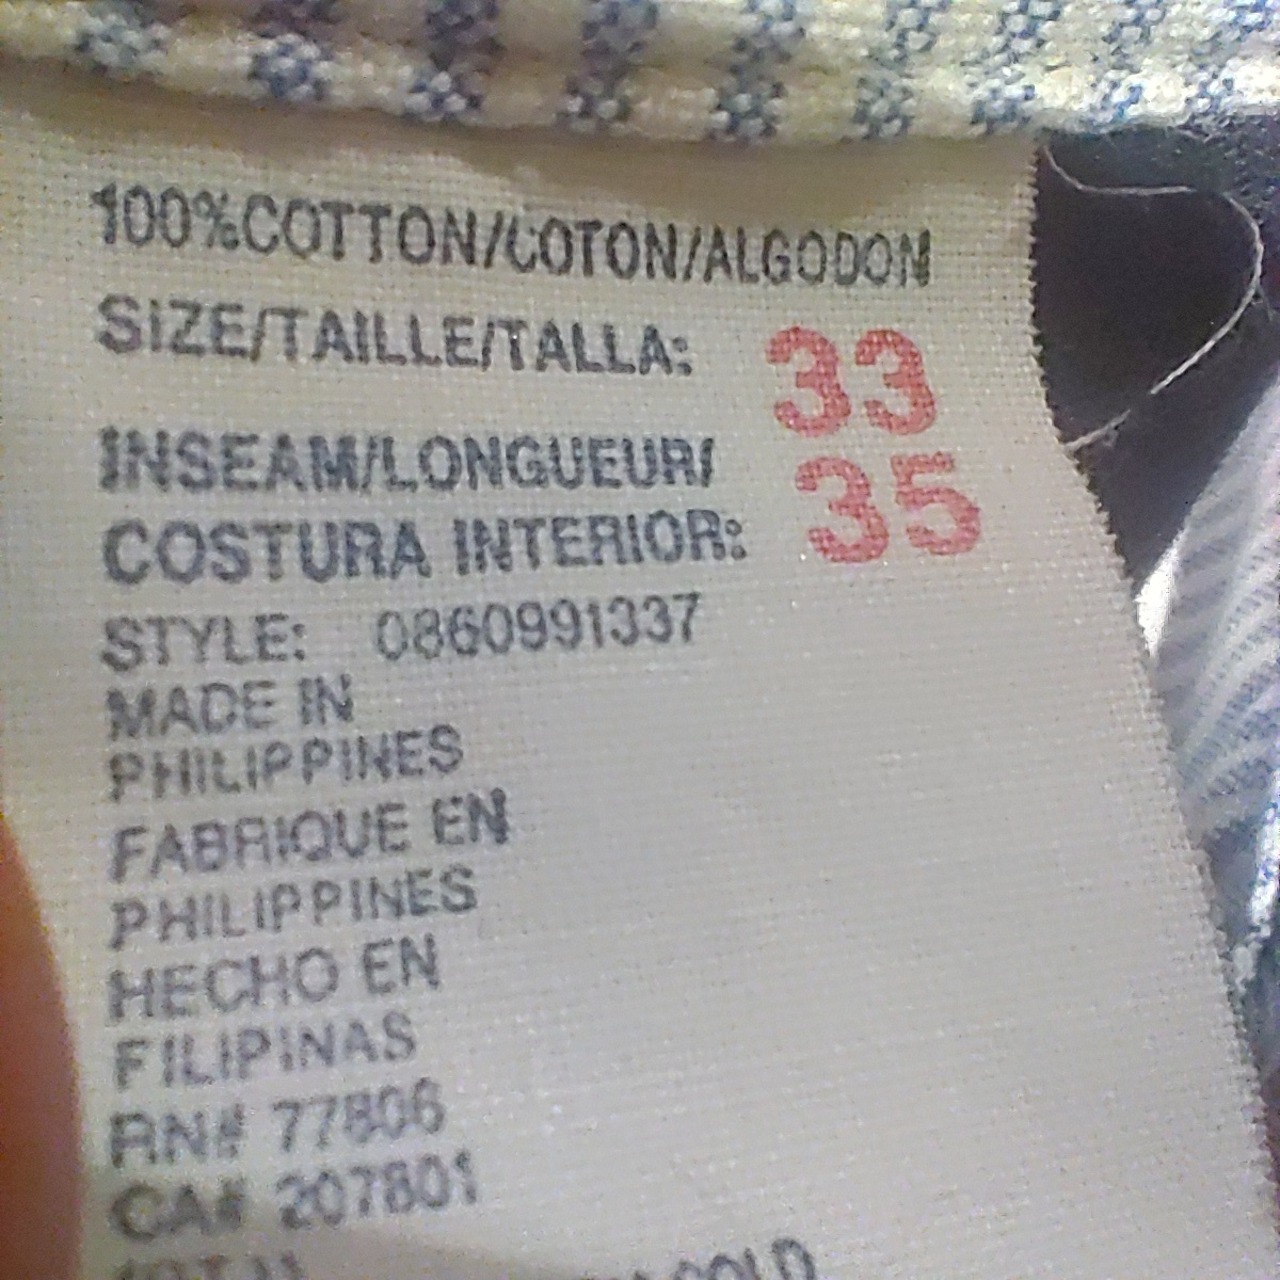 100%COTTON/COTON/ALGODON
SIZE/TAILLE/TALLA: 33
INSEAM/LONGUEUR/
COSTURA INTERIOR: 35
STYLE: 0860991337
MADE IN
PHILIPPINES
FABRIQUE EN
PHILIPPINES
HECHO EN
FILIPINAS
RN# 77806
CA# 207801
COLD